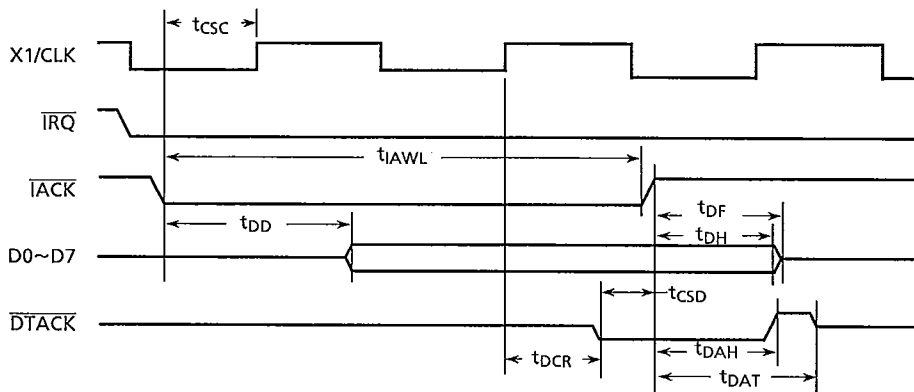 tCSC
X1/CLK
IRQ
tIAWL
IACK
tDD
tDF
tDH
D0~D7
tCSD
DTACK
tDCR
tDAH
tDAT